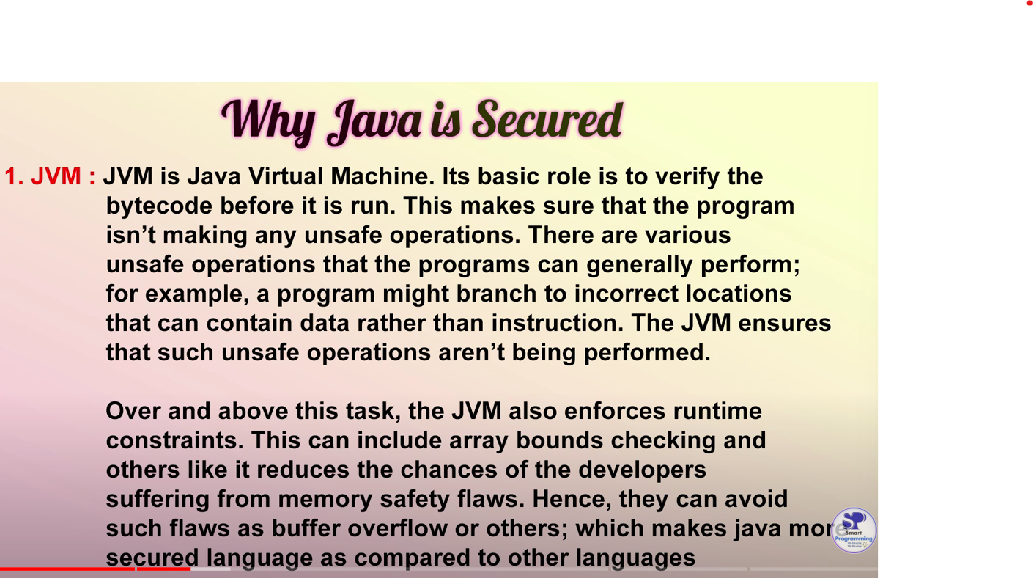 Why Java is Secured
1. JVM : JVM is Java Virtual Machine. Its basic role is to verify the
bytecode before it is run. This makes sure that the program
isn't making any unsafe operations. There are various
unsafe operations that the programs can generally perform;
for example, a program might branch to incorrect locations
that can contain data rather than instruction. The JVM ensures
that such unsafe operations aren't being performed.
Over and above this task, the JVM also enforces runtime
constraints. This can include array bounds checking and
others like it reduces the chances of the developers
suffering from memory safety flaws. Hence, they can avoid
such flaws as buffer overflow or others; which makes java more
secured language as compared to other languages
SP
Smart
Programming